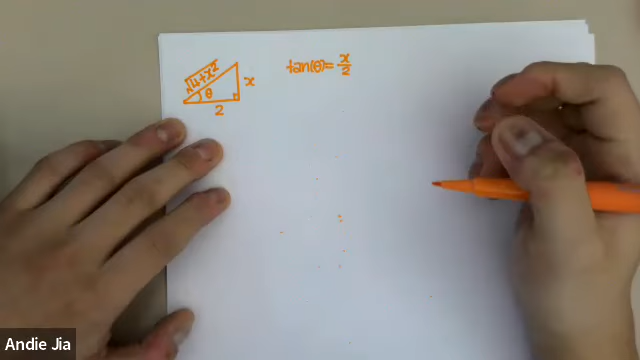 √4+x²
θ
x
2
tan(θ)=x/2
Andie Jia